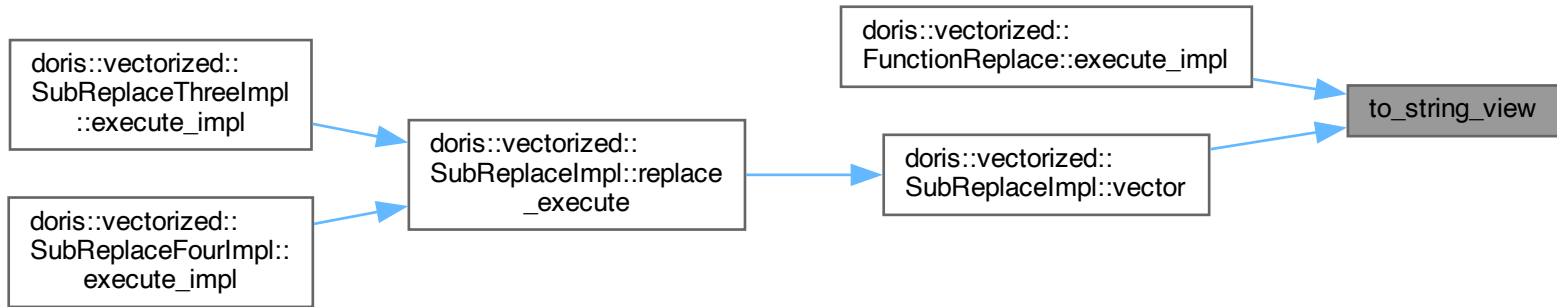 doris::vectorized::
SubReplaceThreeImpl
::execute_impl
doris::vectorized::
SubReplaceFourImpl::
execute_impl
doris::vectorized::
SubReplaceImpl::replace
_execute
doris::vectorized::
FunctionReplace::execute_impl
doris::vectorized::
SubReplaceImpl::vector
to_string_view